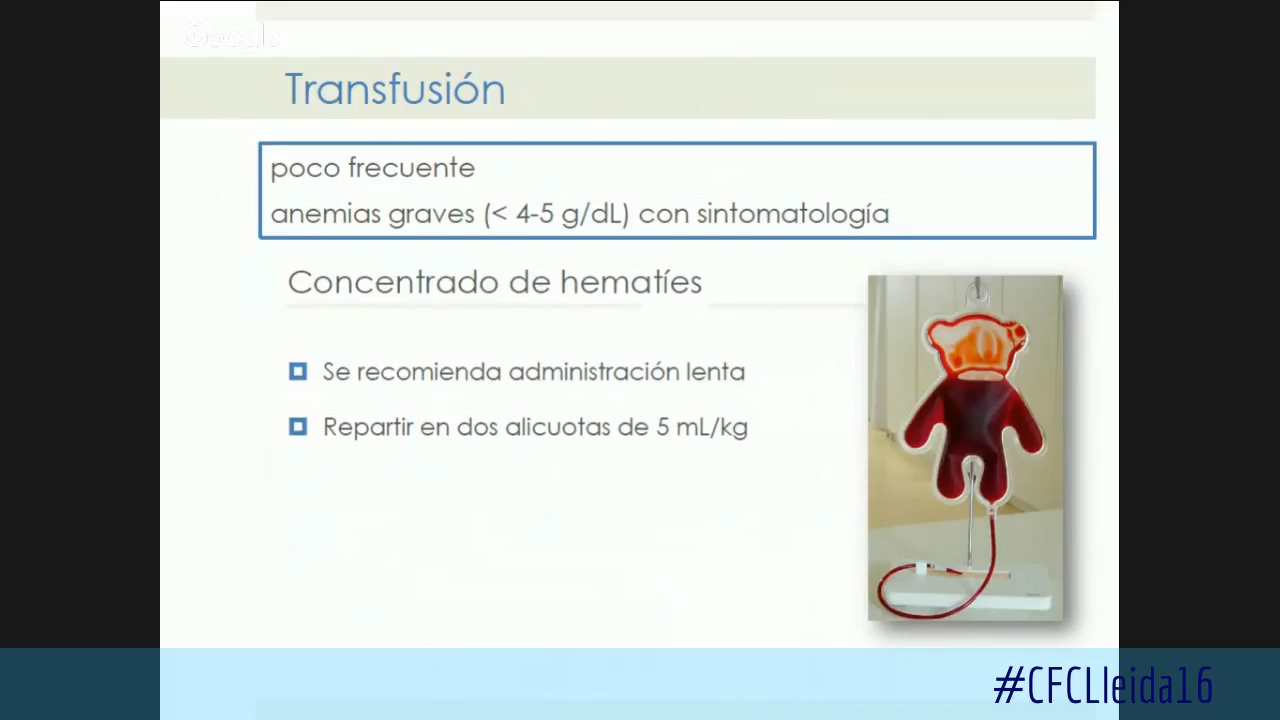 Google
Transfusión
poco frecuente
anemias graves (< 4-5 g/dL) con sintomatología
Concentrado de hematíes
Se recomienda administración lenta
Repartir en dos alicuotas de 5 mL/kg
#CFCLleida16